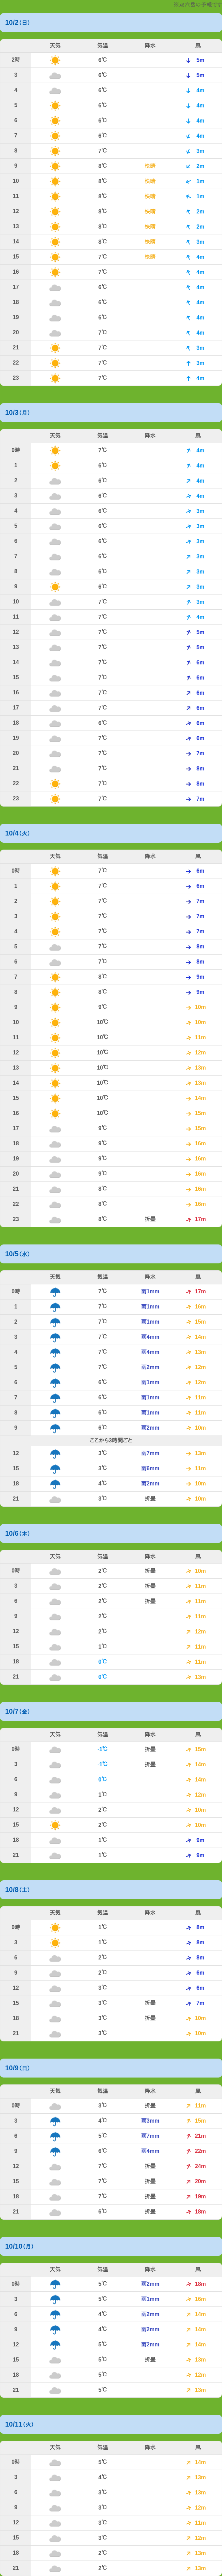 10/2（日）
天気 気温 降水 風
2時 6℃ 5m
3 6℃ 5m
4 6℃ 4m
5 6℃ 4m
6 6℃ 4m
7 6℃ 4m
8 7℃ 3m
9 8℃ 快晴 2m
10 8℃ 快晴 1m
11 8℃ 快晴 1m
12 8℃ 快晴 2m
13 8℃ 快晴 2m
14 8℃ 快晴 3m
15 7℃ 快晴 4m
16 7℃ 4m
17 6℃ 4m
18 6℃ 4m
19 6℃ 4m
20 7℃ 4m
21 7℃ 3m
22 7℃ 3m
23 7℃ 4m
10/3（月）
天気 気温 降水 風
0時 7℃ 4m
1 6℃ 4m
2 6℃ 4m
3 6℃ 4m
4 6℃ 3m
5 6℃ 3m
6 6℃ 3m
7 6℃ 3m
8 6℃ 3m
9 6℃ 3m
10 7℃ 3m
11 7℃ 4m
12 7℃ 5m
13 7℃ 5m
14 7℃ 6m
15 7℃ 6m
16 7℃ 6m
17 7℃ 6m
18 6℃ 6m
19 7℃ 6m
20 7℃ 7m
21 7℃ 8m
22 7℃ 8m
23 7℃ 7m
10/4（火）
天気 気温 降水 風
0時 7℃ 6m
1 7℃ 6m
2 7℃ 7m
3 7℃ 7m
4 7℃ 7m
5 7℃ 8m
6 7℃ 8m
7 8℃ 9m
8 8℃ 9m
9 9℃ 10m
10 10℃ 10m
11 10℃ 11m
12 10℃ 12m
13 10℃ 13m
14 10℃ 13m
15 10℃ 14m
16 10℃ 15m
17 9℃ 15m
18 9℃ 16m
19 9℃ 16m
20 9℃ 16m
21 8℃ 16m
22 8℃ 16m
23 8℃ 折曇 17m
10/5（水）
天気 気温 降水 風
0時 7℃ 雨1mm 17m
1 7℃ 雨1mm 16m
2 7℃ 雨1mm 15m
3 7℃ 雨4mm 14m
4 7℃ 雨4mm 13m
5 7℃ 雨2mm 12m
6 6℃ 雨1mm 12m
7 6℃ 雨1mm 11m
8 6℃ 雨1mm 11m
9 6℃ 雨2mm 10m
ここから3時間ごと
12 3℃ 雨7mm 13m
15 3℃ 雨6mm 11m
18 4℃ 雨2mm 10m
21 3℃ 折曇 10m
10/6（木）
天気 気温 降水 風
0時 2℃ 折曇 10m
3 2℃ 折曇 11m
6 2℃ 折曇 11m
9 2℃ 11m
12 2℃ 12m
15 1℃ 11m
18 0℃ 11m
21 0℃ 13m
10/7（金）
天気 気温 降水 風
0時 -1℃ 折曇 15m
3 -1℃ 折曇 14m
6 0℃ 14m
9 1℃ 12m
12 2℃ 10m
15 2℃ 10m
18 1℃ 9m
21 1℃ 9m
10/8（土）
天気 気温 降水 風
0時 1℃ 8m
3 1℃ 8m
6 2℃ 8m
9 2℃ 6m
12 3℃ 6m
15 3℃ 折曇 7m
18 3℃ 折曇 10m
21 3℃ 10m
10/9（日）
天気 気温 降水 風
0時 3℃ 折曇 11m
3 4℃ 雨3mm 15m
6 5℃ 雨7mm 21m
9 6℃ 雨4mm 22m
12 7℃ 折曇 24m
15 7℃ 折曇 20m
18 7℃ 折曇 19m
21 6℃ 折曇 18m
10/10（月）
天気 気温 降水 風
0時 5℃ 雨2mm 18m
3 5℃ 雨1mm 16m
6 4℃ 雨2mm 14m
9 4℃ 雨2mm 14m
12 5℃ 雨2mm 14m
15 5℃ 折曇 13m
18 5℃ 12m
21 5℃ 13m
10/11（火）
天気 気温 降水 風
0時 5℃ 14m
3 4℃ 13m
6 3℃ 13m
9 3℃ 12m
12 3℃ 11m
15 3℃ 12m
18 2℃ 13m
21 2℃ 13m